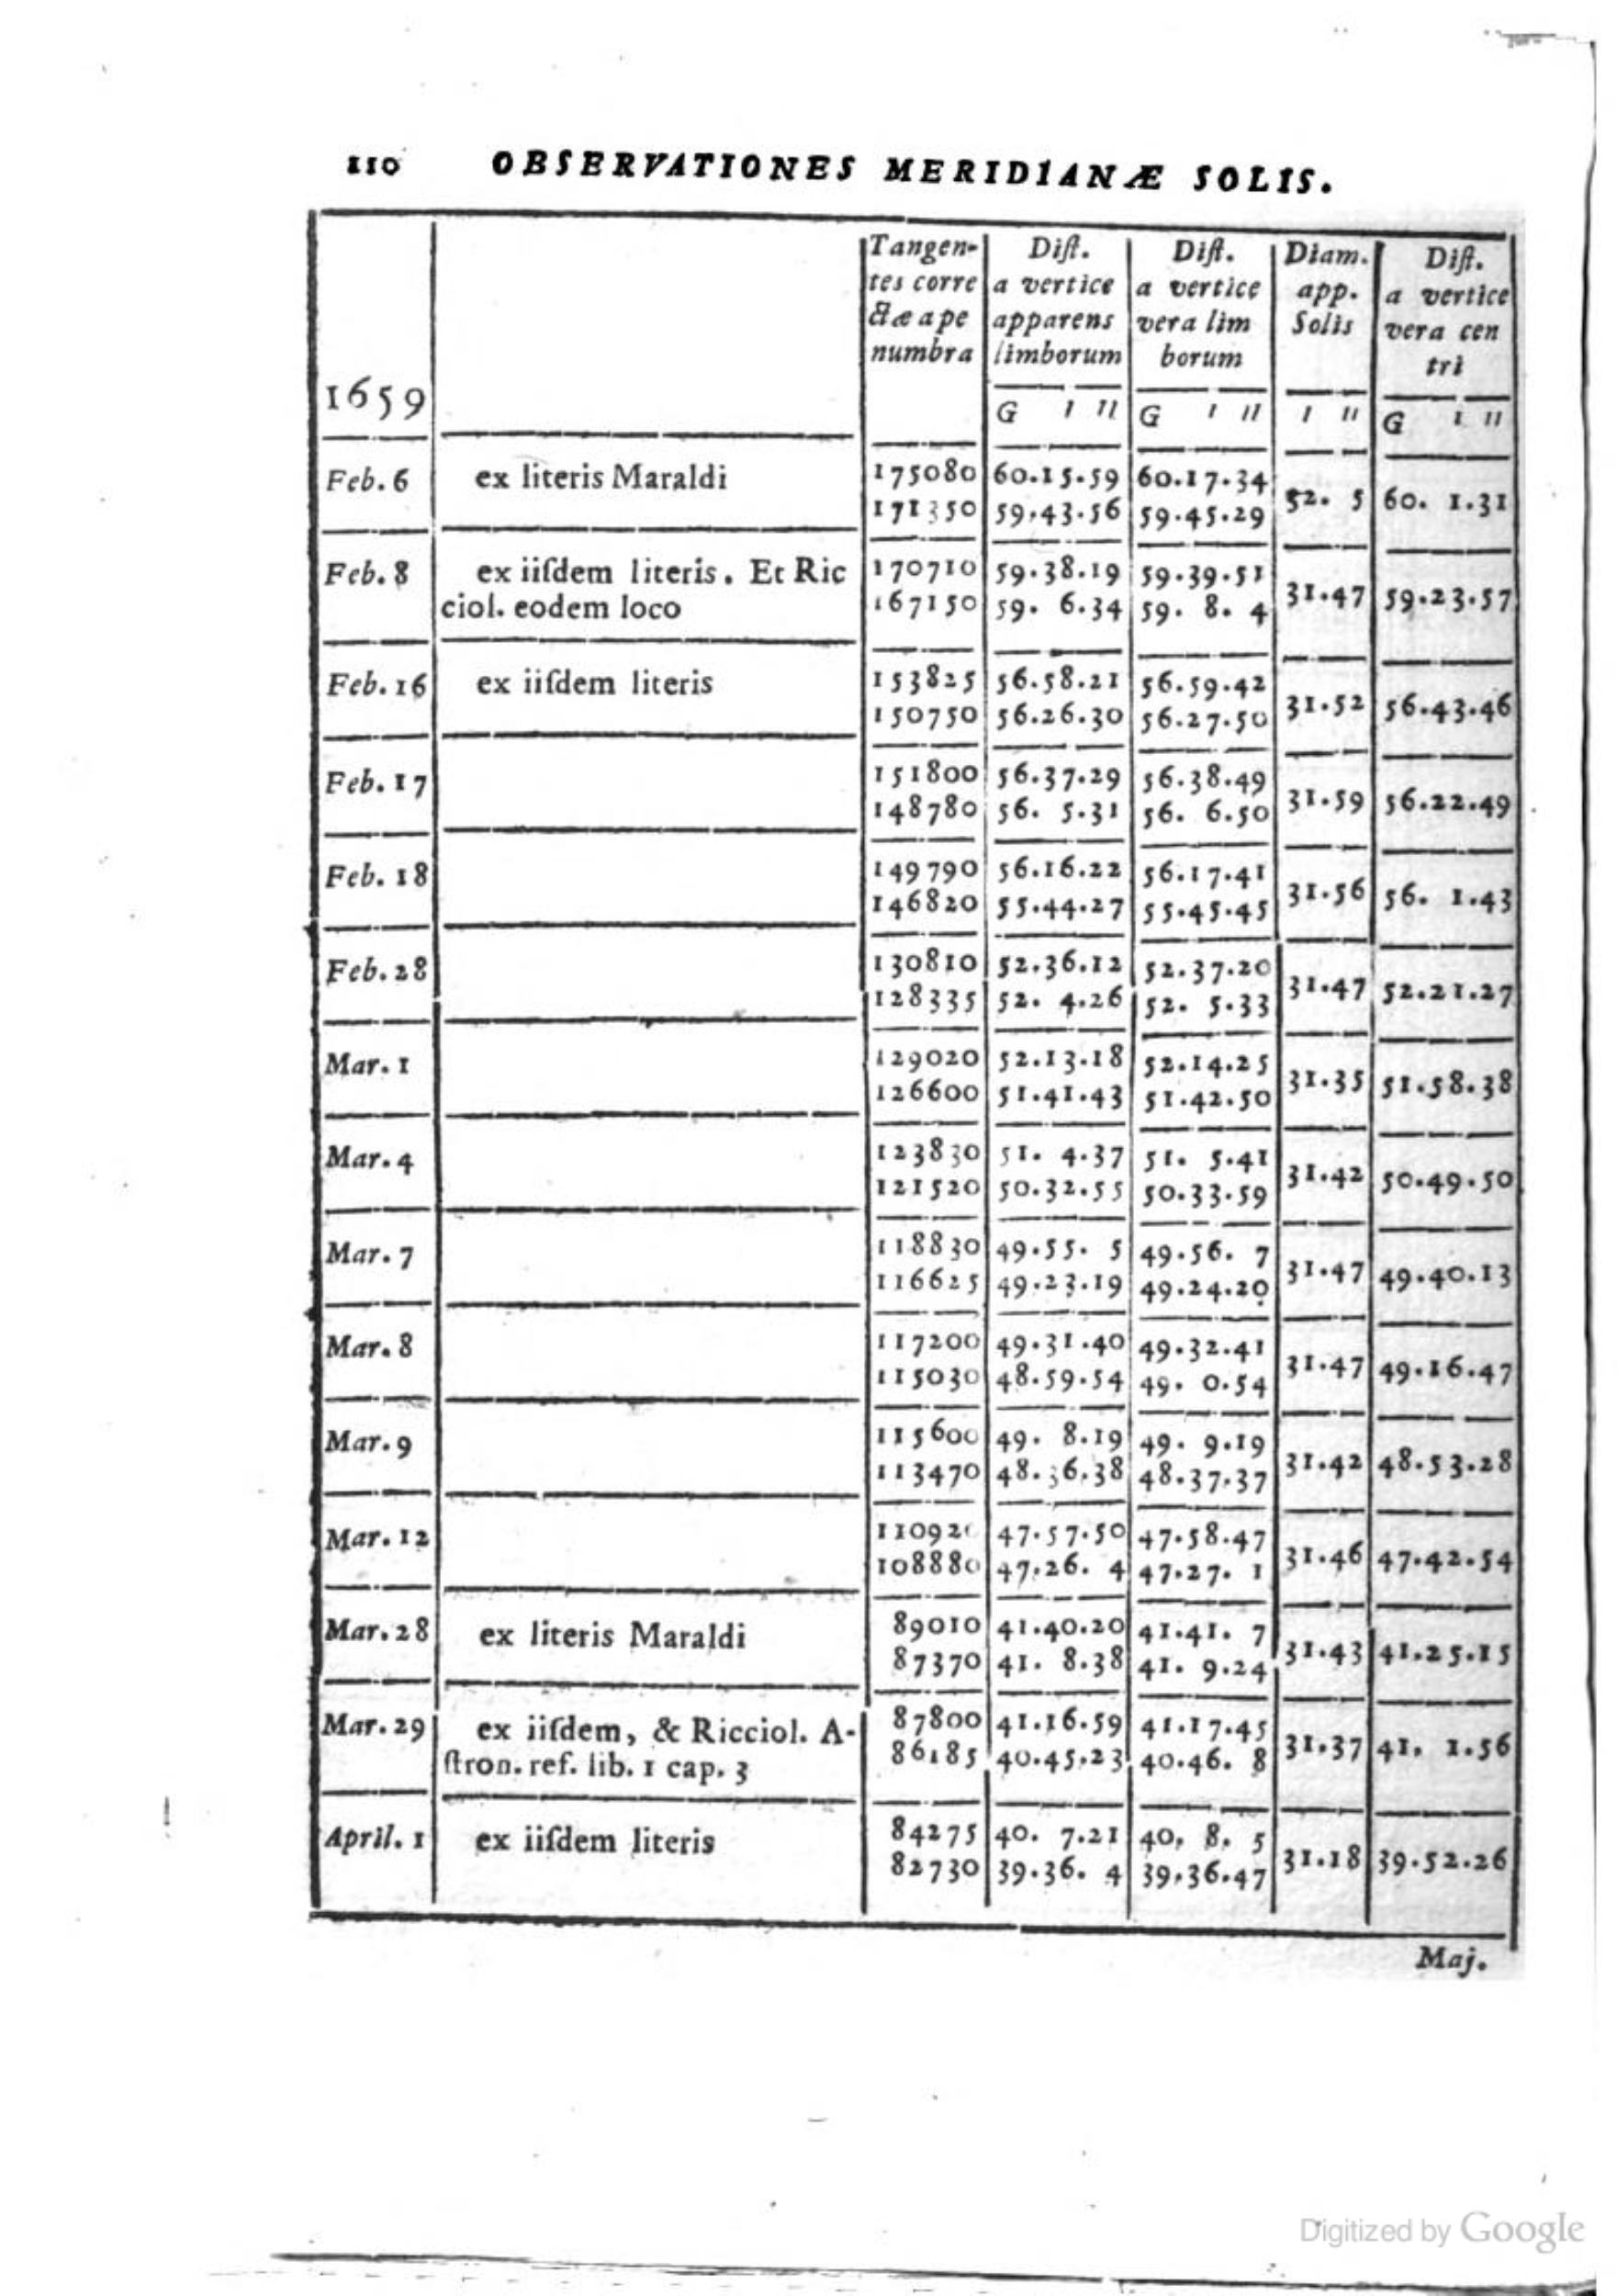 110 OBSERVATIONES MERIDIANÆ SOLIS.
1659
Tangen-
tes corre
ctæ a pe
numbra
Dist.
a vertice
apparens
limborum
G I II
Dist.
a vertice
vera lim
borum
G I II
Diam.
app.
Solis
I II
Dist.
a vertice
vera cen
tri
G I II
Feb. 6 ex literis Maraldi 175080 60.15.59 60.17.34 52. 5 60. 1.31
171350 59.43.56 59.45.29
Feb. 8 ex iiſdem literis. Et Ric 170710 59.38.19 59.39.51 31.47 59.23.57
ciol. eodem loco 167150 59. 6.34 59. 8. 4
Feb. 16 ex iiſdem literis 153825 56.58.21 56.59.42 31.52 56.43.46
150750 56.26.30 56.27.50
Feb. 17 151800 56.37.29 56.38.49 31.59 56.22.49
148780 56. 5.31 56. 6.50
Feb. 18 149790 56.16.22 56.17.41 31.56 56. 1.43
146820 55.44.27 55.45.45
Feb. 28 130810 52.36.12 52.37.20 31.47 52.21.27
128335 52. 4.26 52. 5.33
Mar. 1 129020 52.13.18 52.14.25 31.35 51.58.38
126600 51.41.43 51.42.50
Mar. 4 123830 51. 4.37 51. 5.41 31.42 50.49.50
121520 50.32.55 50.33.59
Mar. 7 118830 49.55. 5 49.56. 7 31.47 49.40.13
116625 49.23.19 49.24.20
Mar. 8 117200 49.31.40 49.32.41 31.47 49.16.47
115030 48.59.54 49. 0.54
Mar. 9 115600 49. 8.19 49. 9.19 31.42 48.53.28
113470 48.36.38 48.37.37
Mar. 12 110920 47.57.50 47.58.47 31.46 47.42.54
108880 47.26. 4 47.27. 1
Mar. 28 ex literis Maraldi 89010 41.40.20 41.41. 7 31.43 41.25.15
87370 41. 8.38 41. 9.24
Mar. 29 ex iiſdem, & Ricciol. A- 87800 41.16.59 41.17.45 31.37 41. 1.56
ſtron. ref. lib. 1 cap. 3 86185 40.45.23 40.46. 8
April. 1 ex iiſdem literis 84275 40. 7.21 40. 8. 5 31.18 39.52.26
82730 39.36. 4 39.36.47
Maj.
Digitized by Google